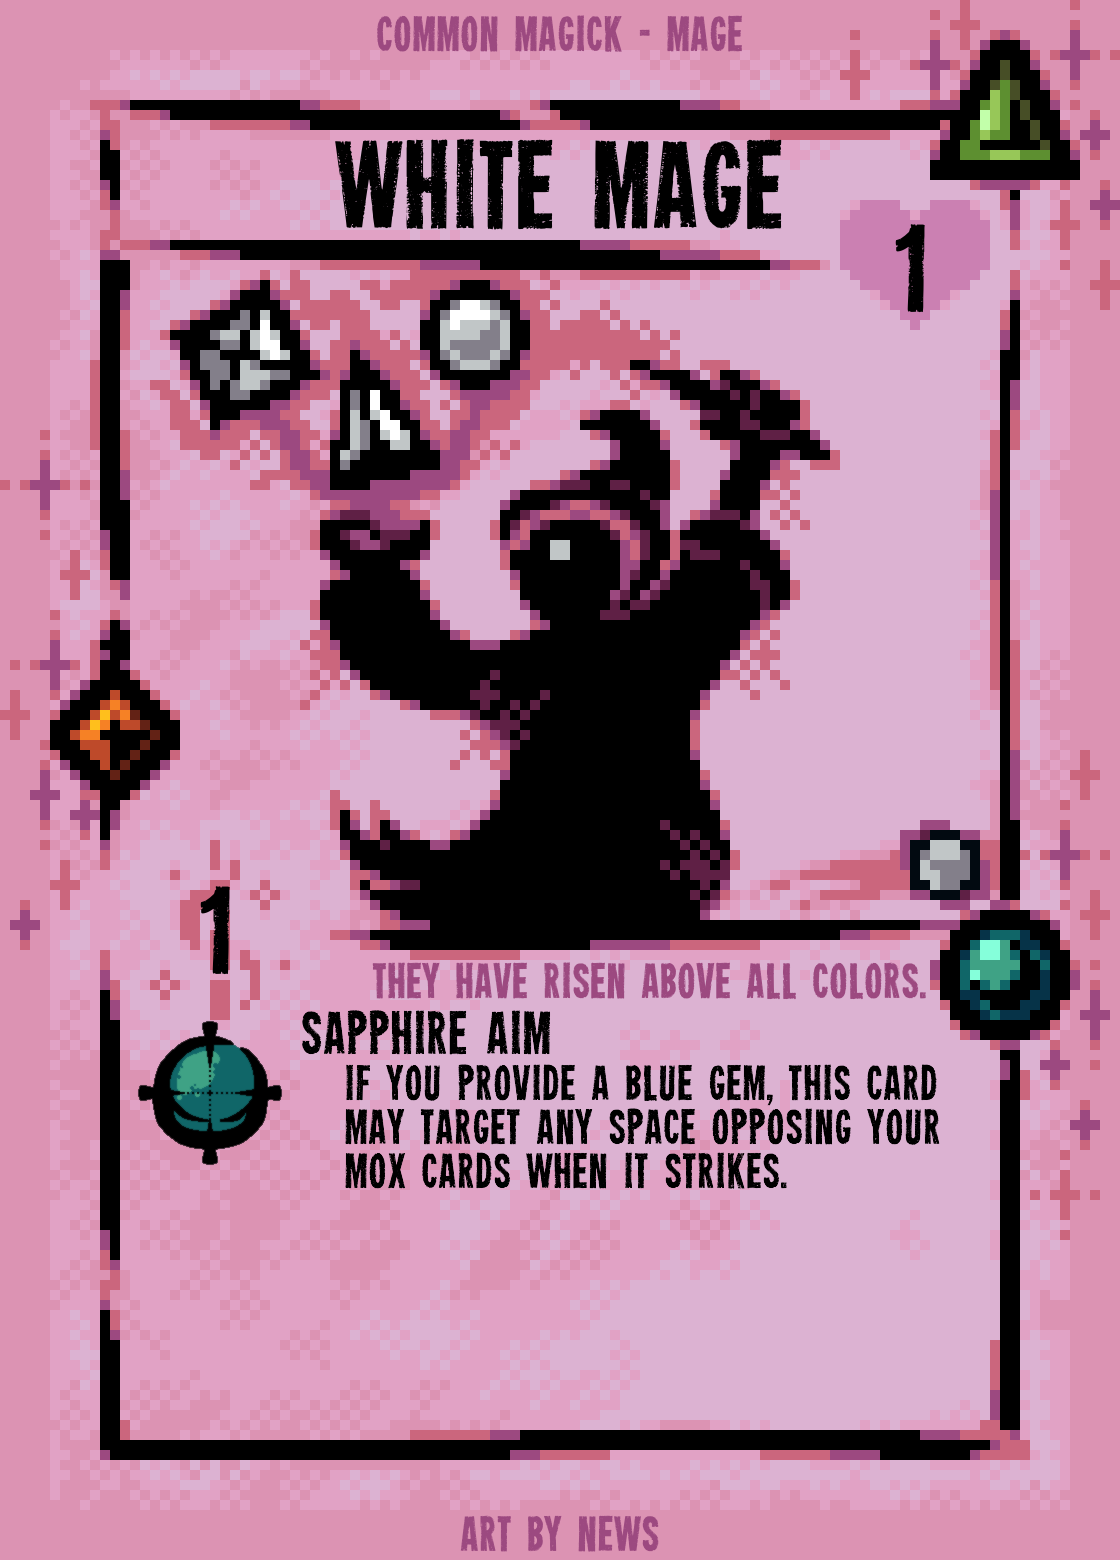 COMMON MAGICK - MAGE
WHITE MAGE
1
1
THEY HAVE RISEN ABOVE ALL COLORS.
SAPPHIRE AIM
IF YOU PROVIDE A BLUE GEM, THIS CARD
MAY TARGET ANY SPACE OPPOSING YOUR
MOX CARDS WHEN IT STRIKES.
ART BY NEWS